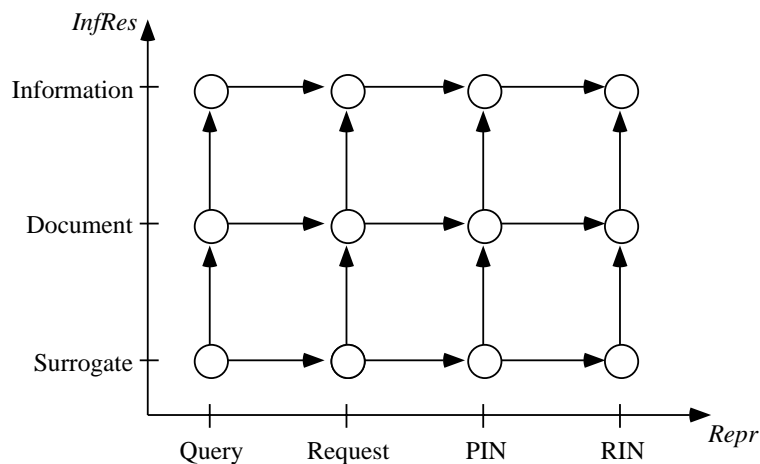 InfRes
Information
Document
Surrogate
Query Request PIN RIN
Repr